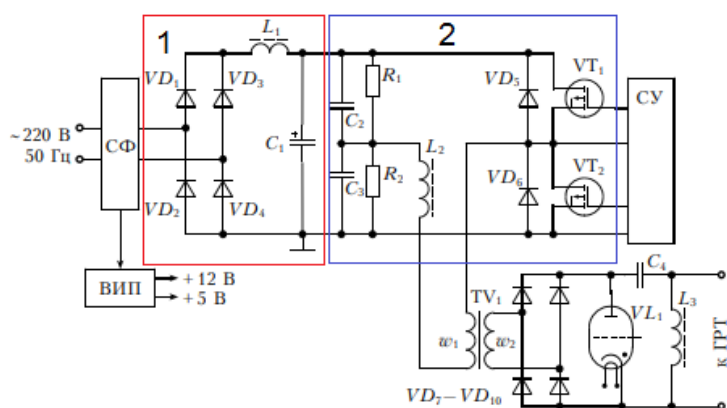 1
2
L₁
VD₁
VD₃
R₁
VD₅
VT₁
СУ
~220 В
50 Гц
СФ
C₁
C₂
L₂
C₃
R₂
VD₆
VT₂
VD₂
VD₄
ВИП
+12 В
+5 В
TV₁
C₄
w₁
w₂
VL₁
L₃
к ГРТ
VD₇–VD₁₀